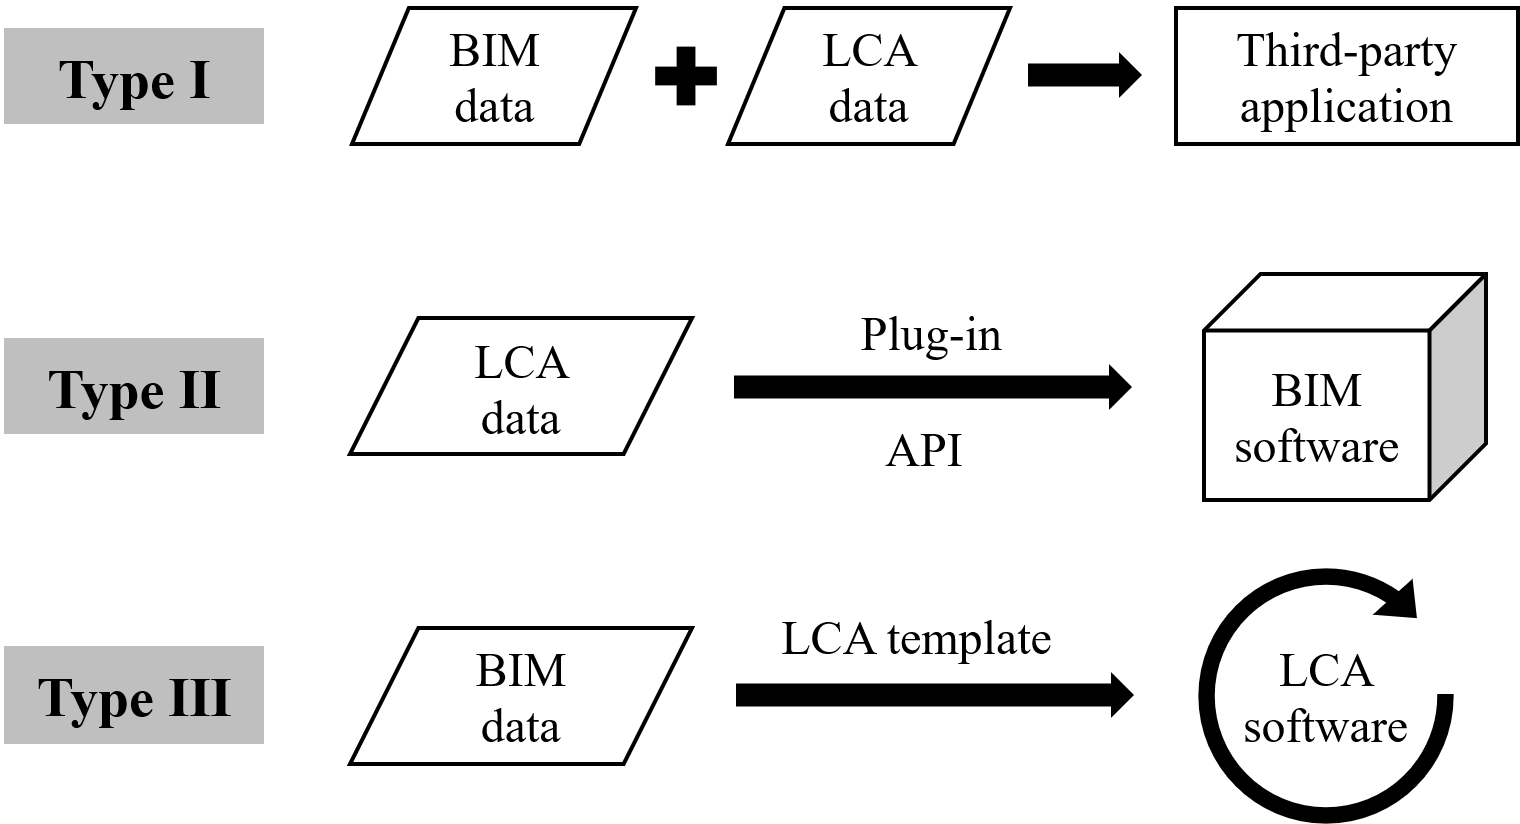 Type I
BIM
data
LCA
data
Third-party
application
Type II
LCA
data
Plug-in
API
BIM
software
Type III
BIM
data
LCA template
LCA
software